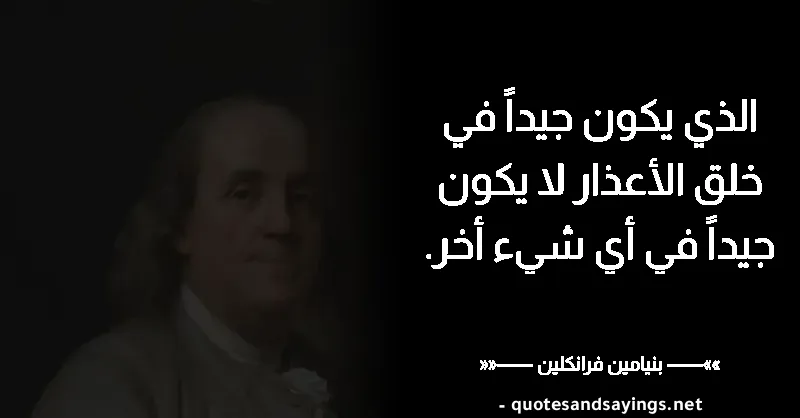 الذي يكون جيداً في
خلق الأعذار لا يكون
جيداً في أي شيء أخر.
»»—— بنيامين فرانكلين ——««
- quotesandsayings.net